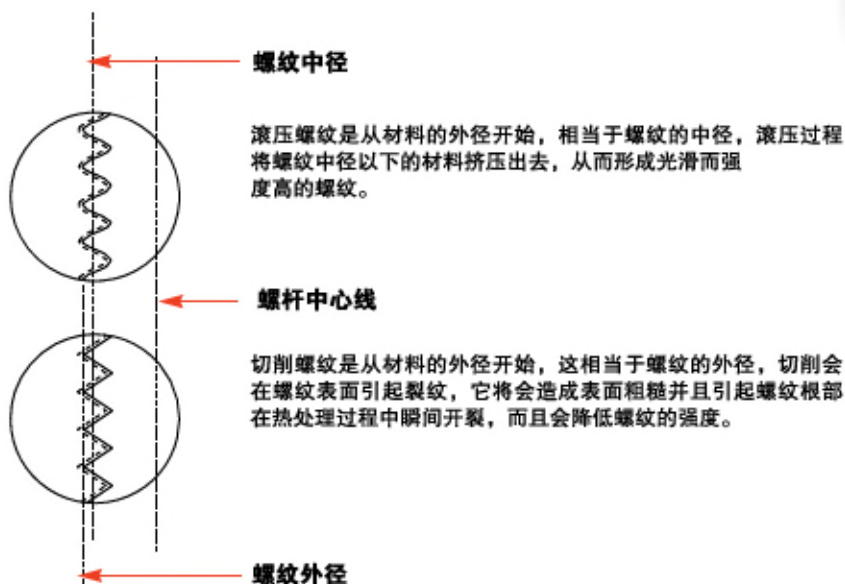 螺纹中径
滚压螺纹是从材料的外径开始，相当于螺纹的中径，滚压过程
将螺纹中径以下的材料挤压出去，从而形成光滑而强
度高的螺纹。
螺杆中心线
切削螺纹是从材料的外径开始，这相当于螺纹的外径，切削会
在螺纹表面引起裂纹，它将会造成表面粗糙并且引起螺纹根部
在热处理过程中瞬间开裂，而且会降低螺纹的强度。
螺纹外径